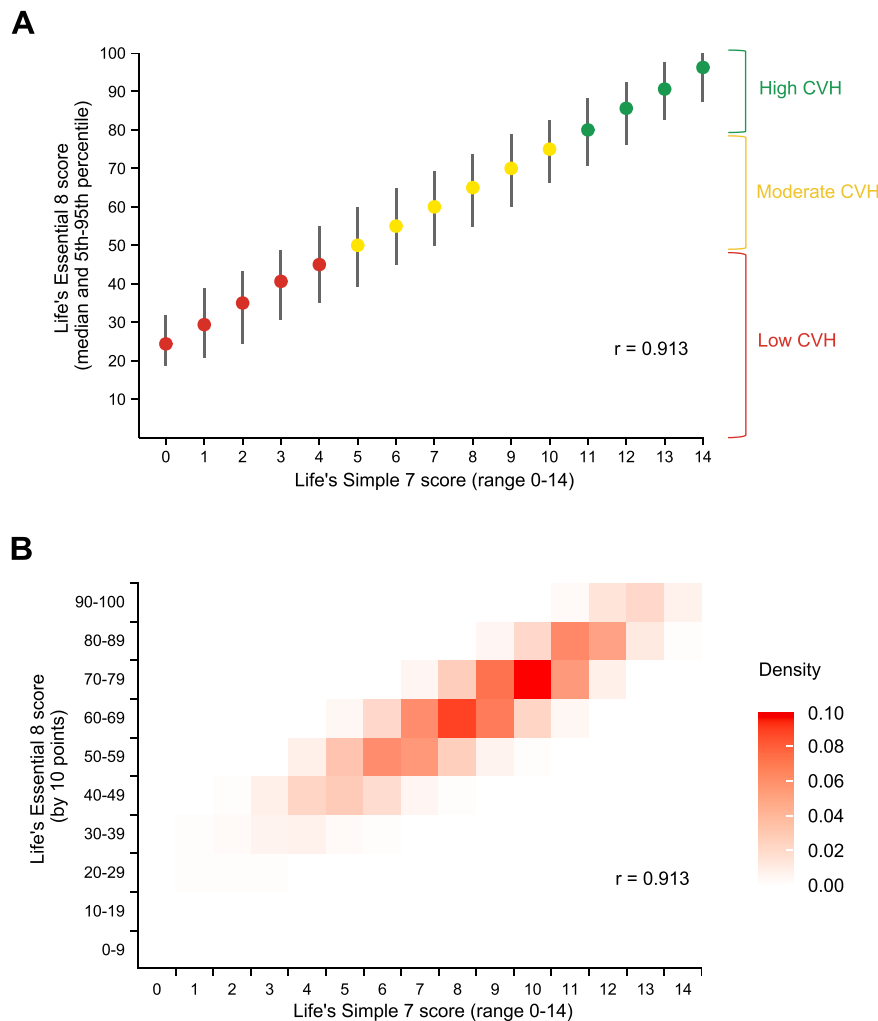 A
Life's Essential 8 score
(median and 5th-95th percentile)
100
90
80
70
60
50
40
30
20
10
High CVH
Moderate CVH
Low CVH
r = 0.913
0 1 2 3 4 5 6 7 8 9 10 11 12 13 14
Life's Simple 7 score (range 0-14)
B
Life's Essential 8 score
(by 10 points)
90-100
80-89
70-79
60-69
50-59
40-49
30-39
20-29
10-19
0-9
r = 0.913
0 1 2 3 4 5 6 7 8 9 10 11 12 13 14
Life's Simple 7 score (range 0-14)
Density
0.10
0.08
0.06
0.04
0.02
0.00